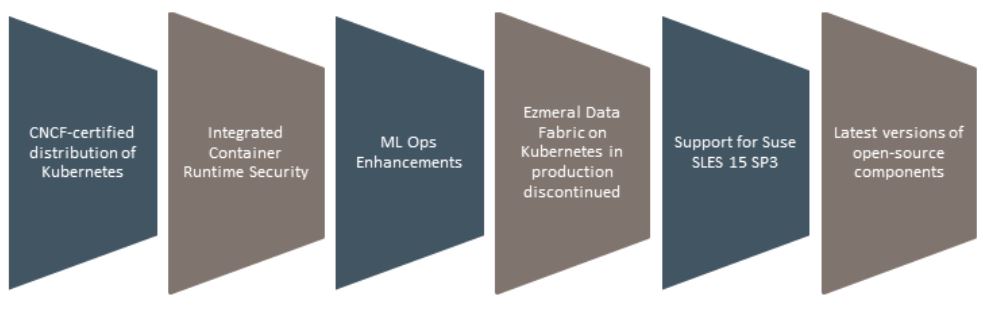 CNCF-certified
distribution of
Kubernetes
Integrated
Container
Runtime Security
ML Ops
Enhancements
Ezmeral Data
Fabric on
Kubernetes in
production
discontinued
Support for Suse
SLES 15 SP3
Latest versions of
open-source
components